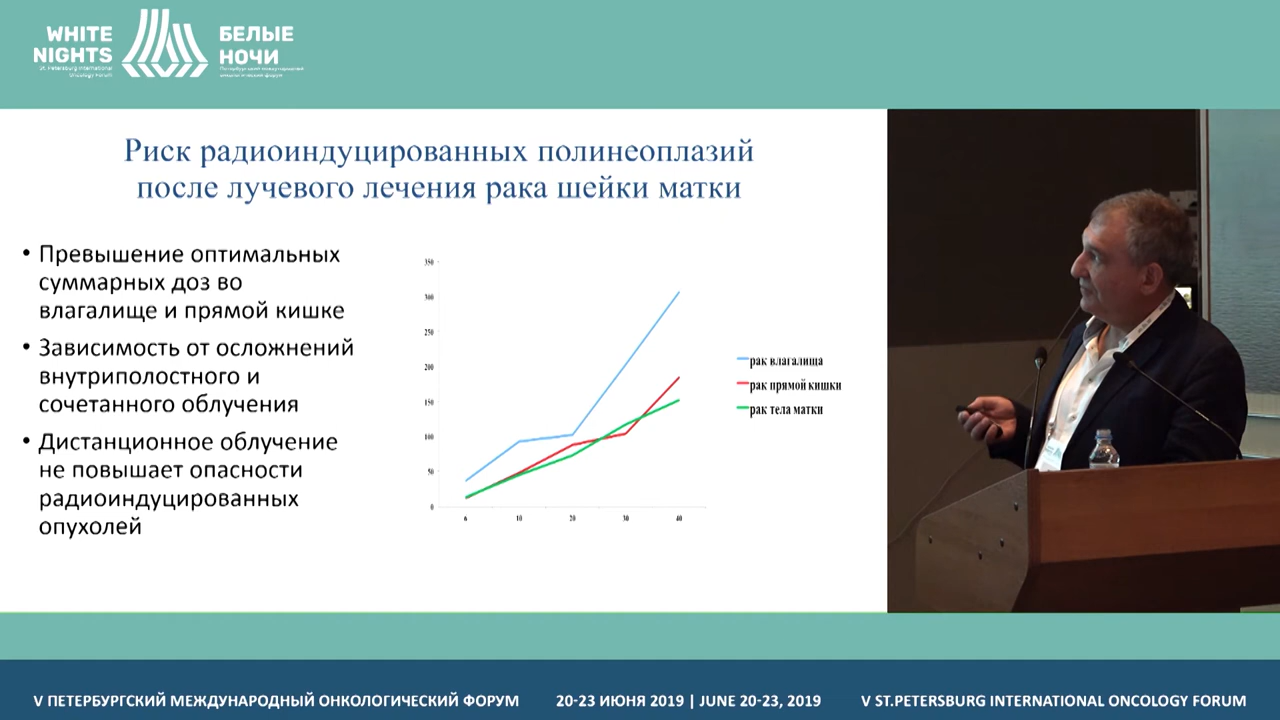 WHITE
NIGHTS
St. Petersburg International
Oncology Forum
БЕЛЫЕ
НОЧИ
Петербургский международный
онкологический форум
Риск радиоиндуцированных полинеоплазий
после лучевого лечения рака шейки матки
• Превышение оптимальных
суммарных доз во
влагалище и прямой кишке
• Зависимость от осложнений
внутриполостного и
сочетанного облучения
• Дистанционное облучение
не повышает опасности
радиоиндуцированных
опухолей
350
300
250
200
150
100
50
0
6 10 20 30 40
рак влагалища
рак прямой кишки
рак тела матки
V ПЕТЕРБУРГСКИЙ МЕЖДУНАРОДНЫЙ ОНКОЛОГИЧЕСКИЙ ФОРУМ 20-23 ИЮНЯ 2019 | JUNE 20-23, 2019 V ST.PETERSBURG INTERNATIONAL ONCOLOGY FORUM